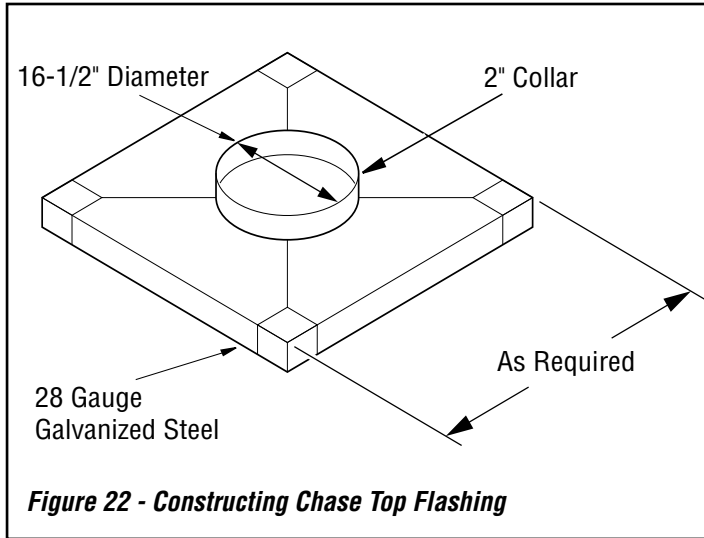 16-1/2" Diameter
2" Collar
As Required
28 Gauge
Galvanized Steel
Figure 22 - Constructing Chase Top Flashing